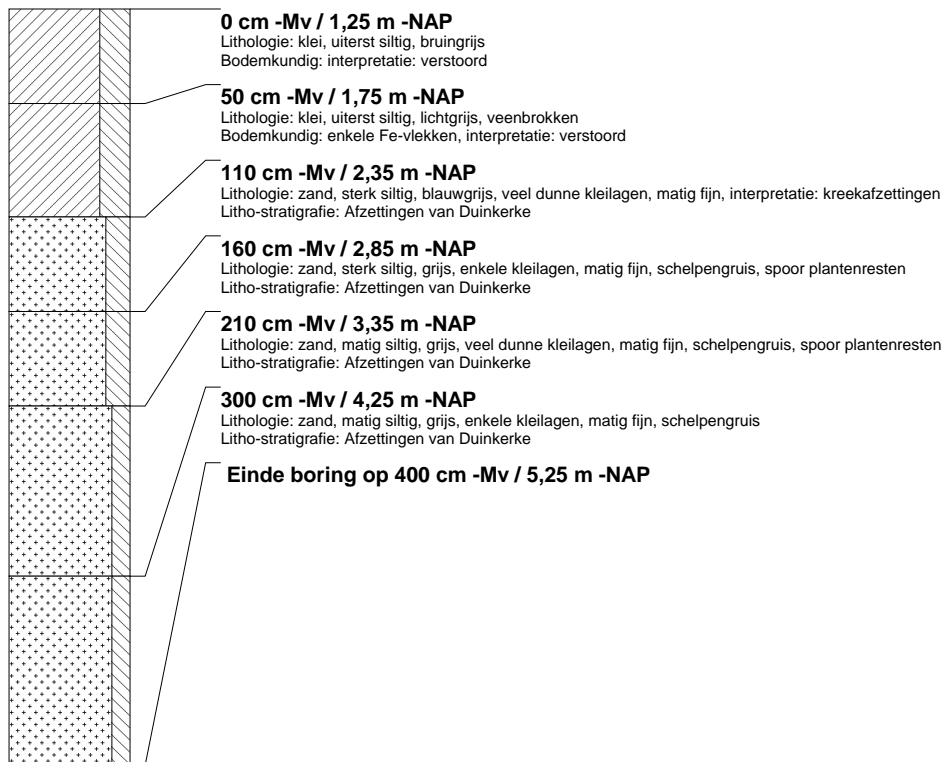 0 cm -Mv / 1,25 m -NAP
Lithologie: klei, uiterst siltig, bruingrijs
Bodemkundig: interpretatie: verstoord
50 cm -Mv / 1,75 m -NAP
Lithologie: klei, uiterst siltig, lichtgrijs, veenbrokken
Bodemkundig: enkele Fe-vlekken, interpretatie: verstoord
110 cm -Mv / 2,35 m -NAP
Lithologie: zand, sterk siltig, blauwgrijs, veel dunne kleilagen, matig fijn, interpretatie: kreekafzettingen
Litho-stratigrafie: Afzettingen van Duinkerke
160 cm -Mv / 2,85 m -NAP
Lithologie: zand, sterk siltig, grijs, enkele kleilagen, matig fijn, schelpengruis, spoor plantenresten
Litho-stratigrafie: Afzettingen van Duinkerke
210 cm -Mv / 3,35 m -NAP
Lithologie: zand, matig siltig, grijs, veel dunne kleilagen, matig fijn, schelpengruis, spoor plantenresten
Litho-stratigrafie: Afzettingen van Duinkerke
300 cm -Mv / 4,25 m -NAP
Lithologie: zand, matig siltig, grijs, enkele kleilagen, matig fijn, schelpengruis
Litho-stratigrafie: Afzettingen van Duinkerke
Einde boring op 400 cm -Mv / 5,25 m -NAP